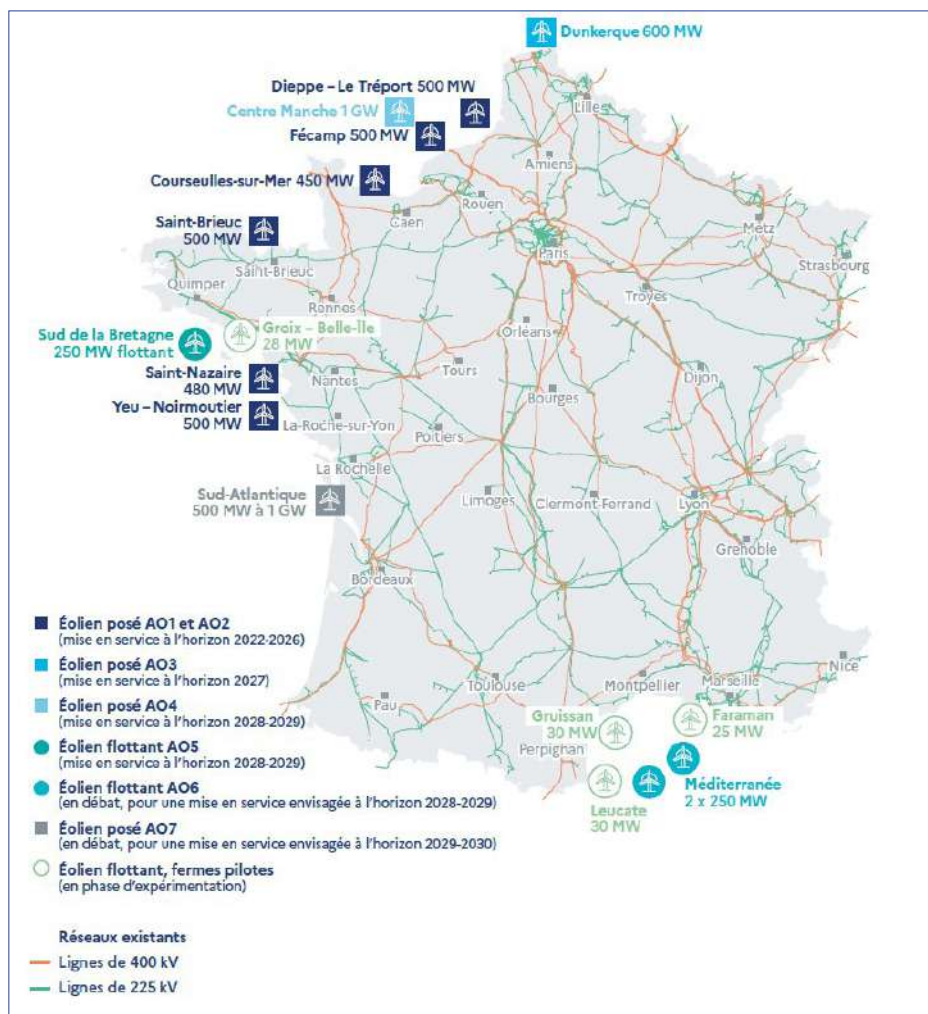 Dunkerque 600 MW
Dieppe – Le Tréport 500 MW
Centre Manche 1 GW
Fécamp 500 MW
Lille
Amiens
Courseulles-sur-Mer 450 MW
Rouen
Caen
Metz
Saint-Brieuc
500 MW
Paris
Strasbourg
Saint-Brieuc
Quimper
Troyes
Rennes
Sud de la Bretagne
250 MW flottant
Groix – Belle-Île
28 MW
Orléans
Saint-Nazaire
480 MW
Nantes
Tours
Dijon
Bourges
Yeu – Noirmoutier
500 MW
La-Roche-sur-Yon
Poitiers
La Rochelle
Sud-Atlantique
500 MW à 1 GW
Limoges
Clermont-Ferrand
Lyon
Grenoble
Bordeaux
Nice
Marseille
Montpellier
Toulouse
Pau
Gruissan
30 MW
Faraman
25 MW
Perpignan
Méditerranée
2 x 250 MW
Leucate
30 MW
Éolien posé AO1 et AO2
(mise en service à l'horizon 2022-2026)
Éolien posé AO3
(mise en service à l'horizon 2027)
Éolien posé AO4
(mise en service à l'horizon 2028-2029)
Éolien flottant AO5
(mise en service à l'horizon 2028-2029)
Éolien flottant AO6
(en débat, pour une mise en service envisagée à l'horizon 2028-2029)
Éolien posé AO7
(en débat, pour une mise en service envisagée à l'horizon 2029-2030)
Éolien flottant, fermes pilotes
(en phase d'expérimentation)
Réseaux existants
Lignes de 400 kV
Lignes de 225 kV